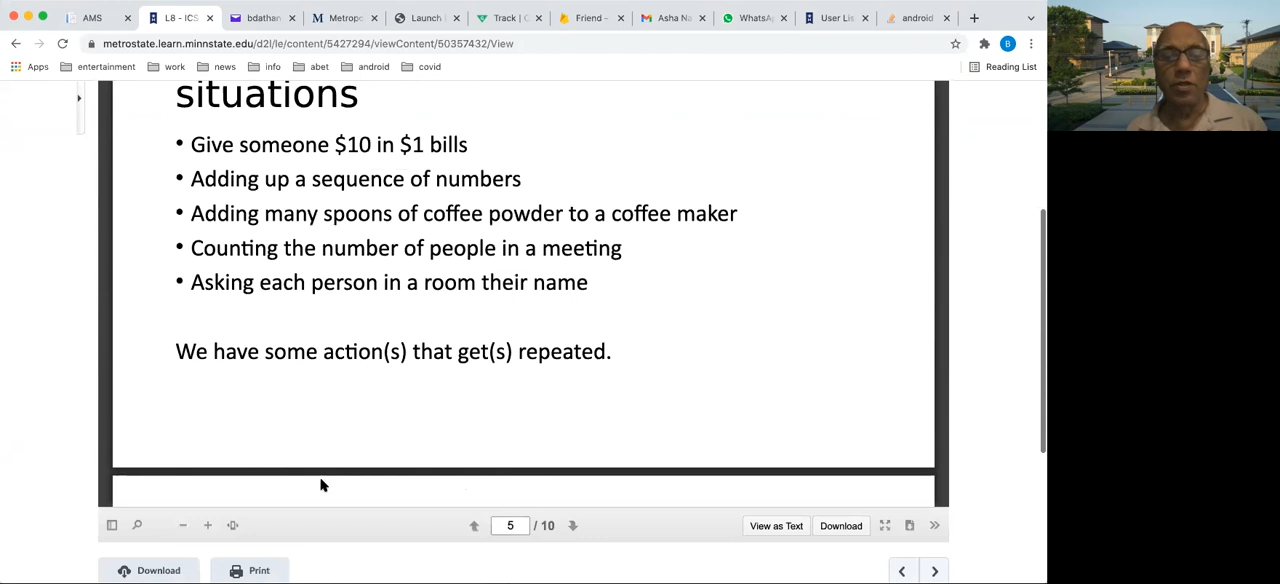 AMS
L8 - ICS
bdathan
Metropo
Launch
Track | C
Friend –
Asha Na
WhatsAp
User Lis
android
metrostate.learn.minnstate.edu/d2l/le/content/5427294/viewContent/50357432/View
B
Apps
entertainment
work
news
info
abet
android
covid
Reading List
situations
• Give someone $10 in $1 bills
• Adding up a sequence of numbers
• Adding many spoons of coffee powder to a coffee maker
• Counting the number of people in a meeting
• Asking each person in a room their name
We have some action(s) that get(s) repeated.
5 / 10
View as Text
Download
Download
Print